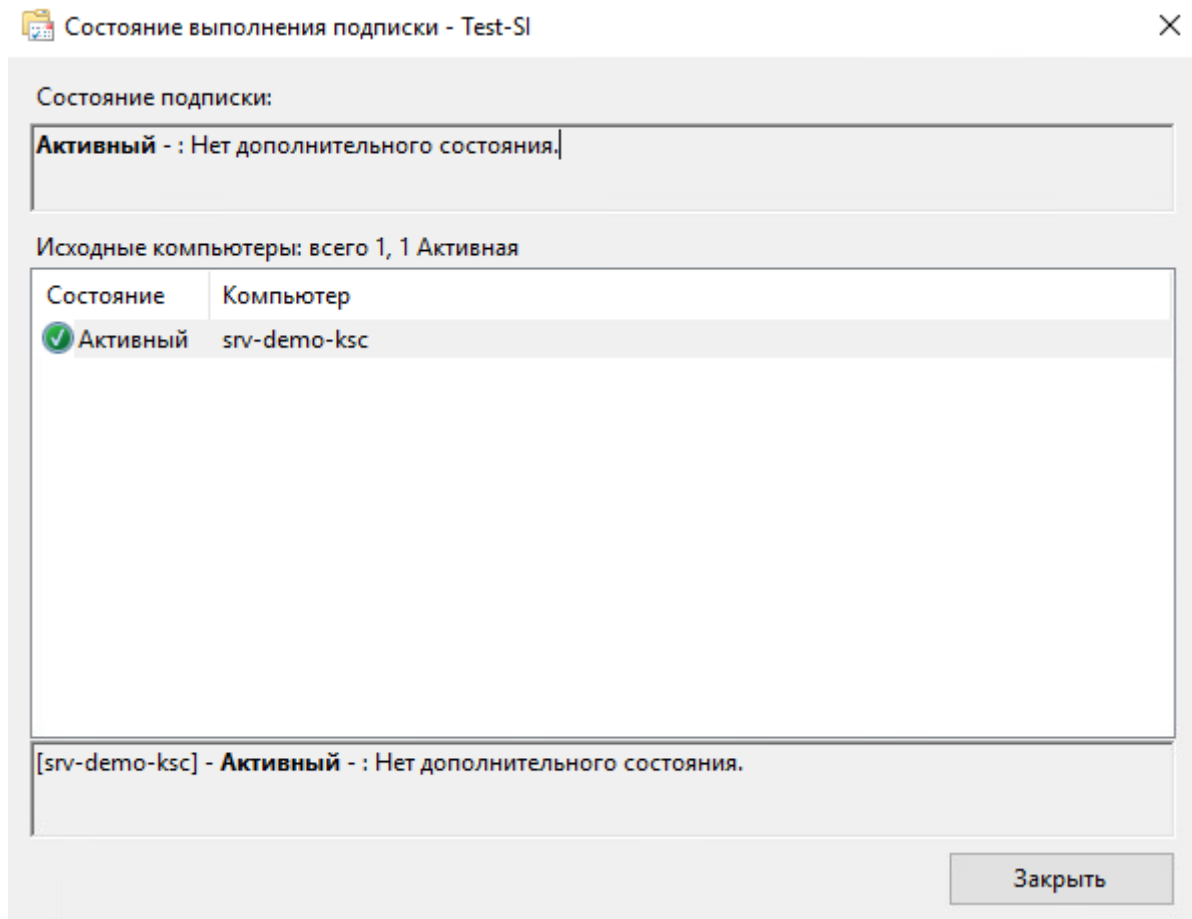 Состояние выполнения подписки - Test-SI
Состояние подписки:
Активный - : Нет дополнительного состояния.
Исходные компьютеры: всего 1, 1 Активная
Состояние Компьютер
Активный srv-demo-ksc
[srv-demo-ksc] - Активный - : Нет дополнительного состояния.
Закрыть